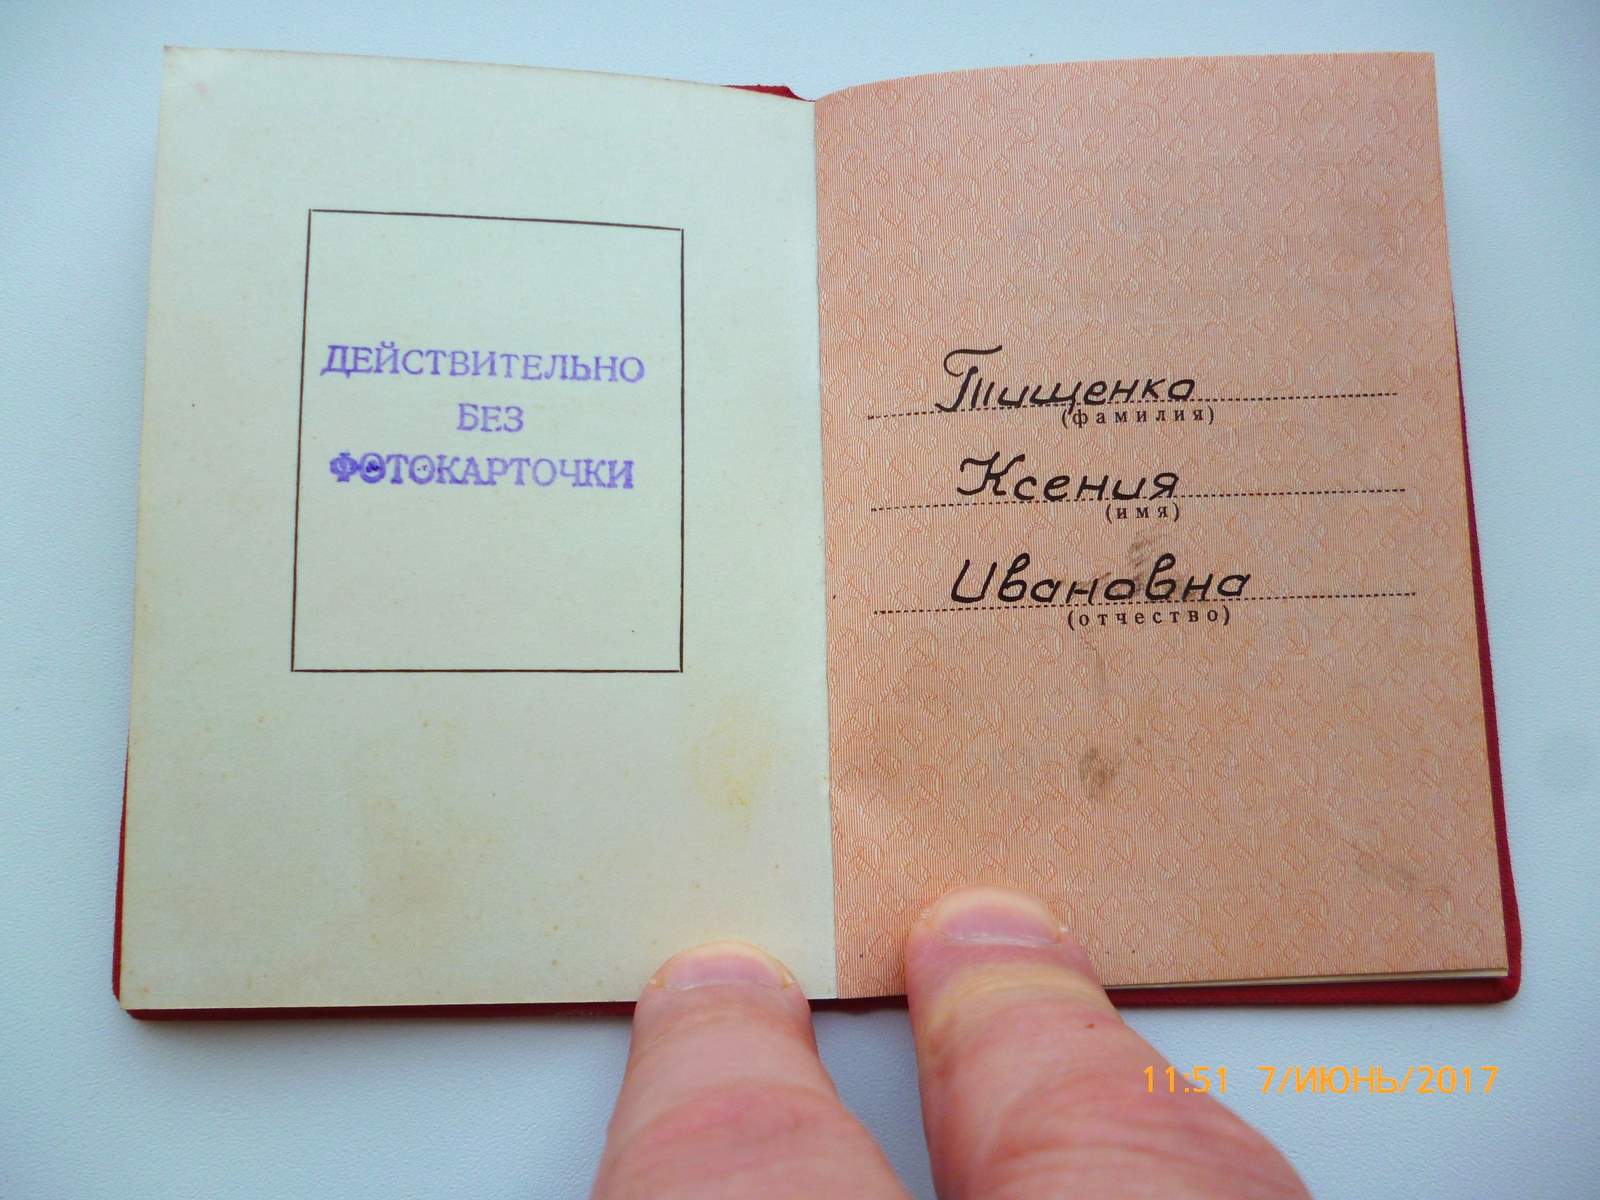 ДЕЙСТВИТЕЛЬНО
БЕЗ
ФОТОКАРТОЧКИ
Тищенко
(фамилия)
Ксения
(имя)
Ивановна
(отчество)
11:51 7/ИЮНЬ/2017